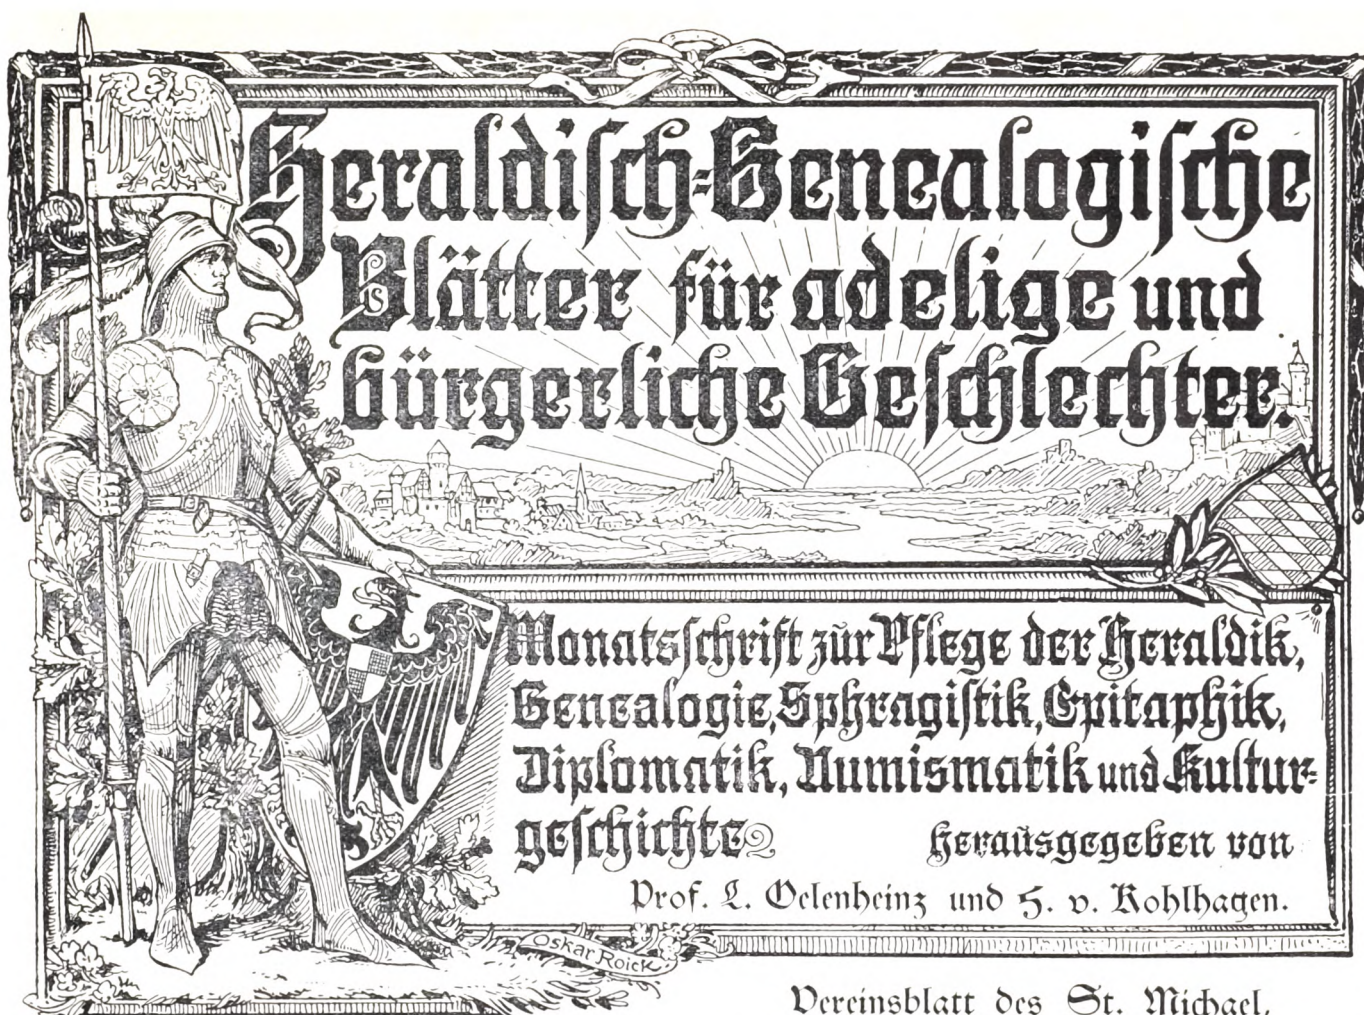 Heraldisch-Genealogische
Blätter für adelige und
bürgerliche Geschlechter.
Monatsschrift zur Pflege der Heraldik,
Genealogie, Sphragistik, Epitaphik,
Diplomatik, Numismatik und Kultur-
geschichte
herausgegeben von
Prof. L. Oelenheinz und H. v. Kohlhagen.
Oskar Roick.
Vereinsblatt des St. Michael,